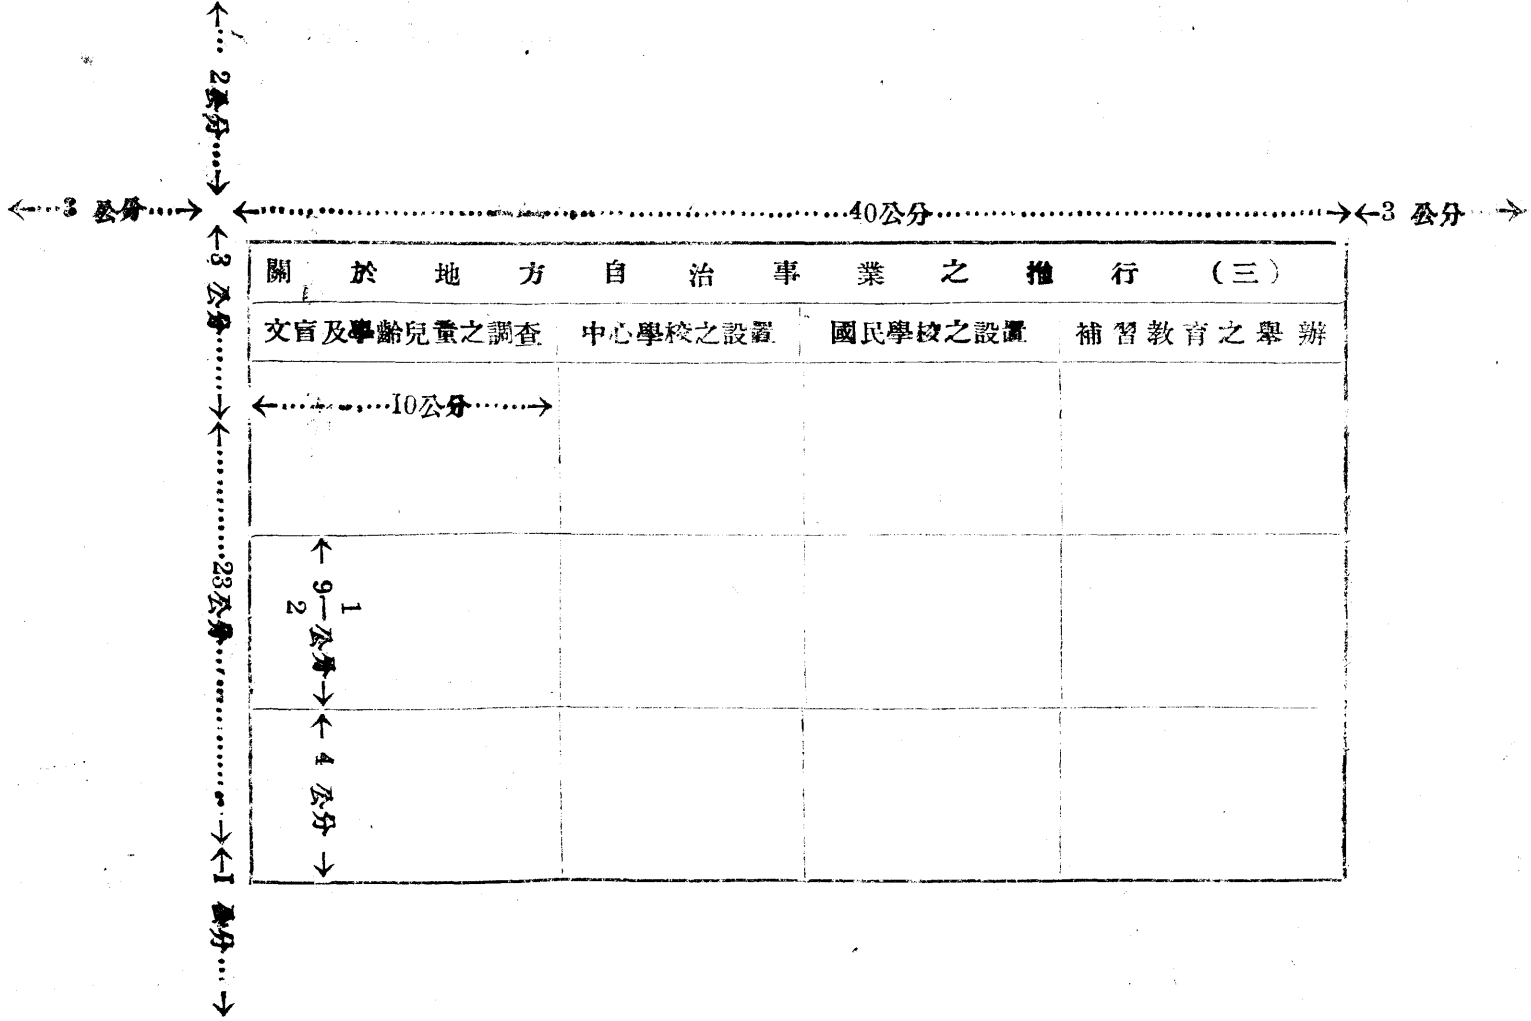 2公分
3 公分
40公分
3 公分
3 公分
關於地方自治事業之推行（三）
文盲及學齡兒童之調查
中心學校之設置
國民學校之設置
補習教育之舉辦
10公分
23公分
9 1/2 公分
4 公分
1 公分